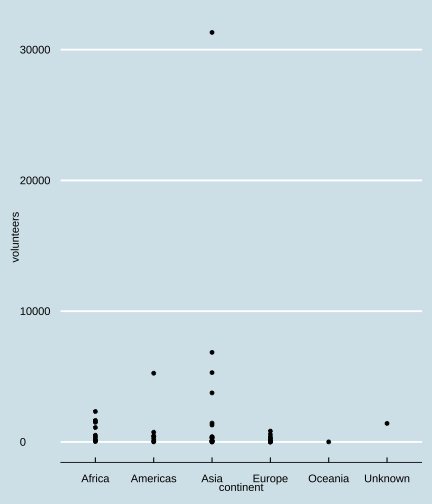 30000
20000
volunteers
10000
0
Africa Americas Asia Europe Oceania Unknown
continent